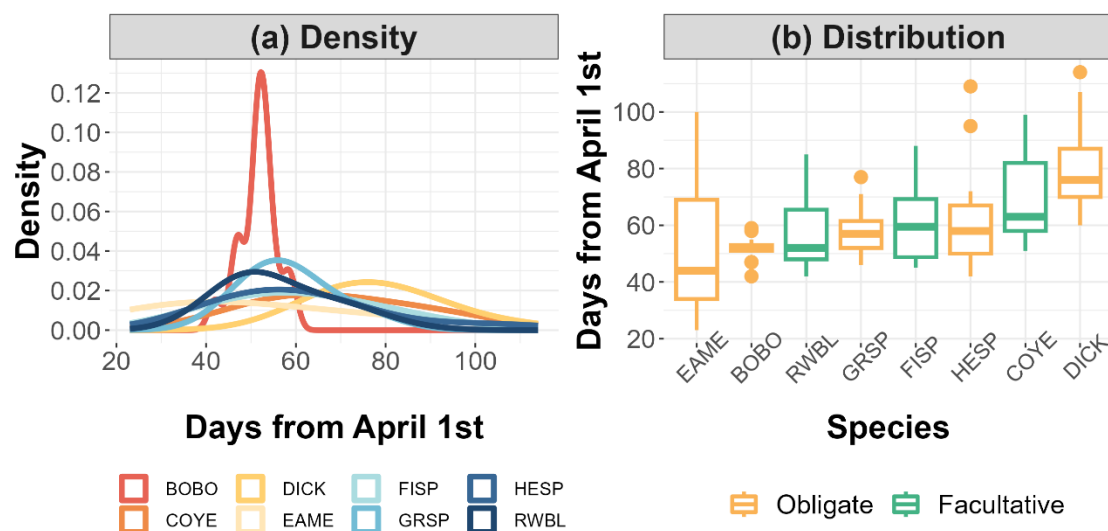 (a) Density
(b) Distribution
Density
0.12
0.10
0.08
0.06
0.04
0.02
0.00
20 40 60 80 100
Days from April 1st
Days from April 1st
100
80
60
40
20
EAME BOBO RWBL GRSP FISP HESP COYE DICK
Species
BOBO DICK FISP HESP
COYE EAME GRSP RWBL
Obligate Facultative